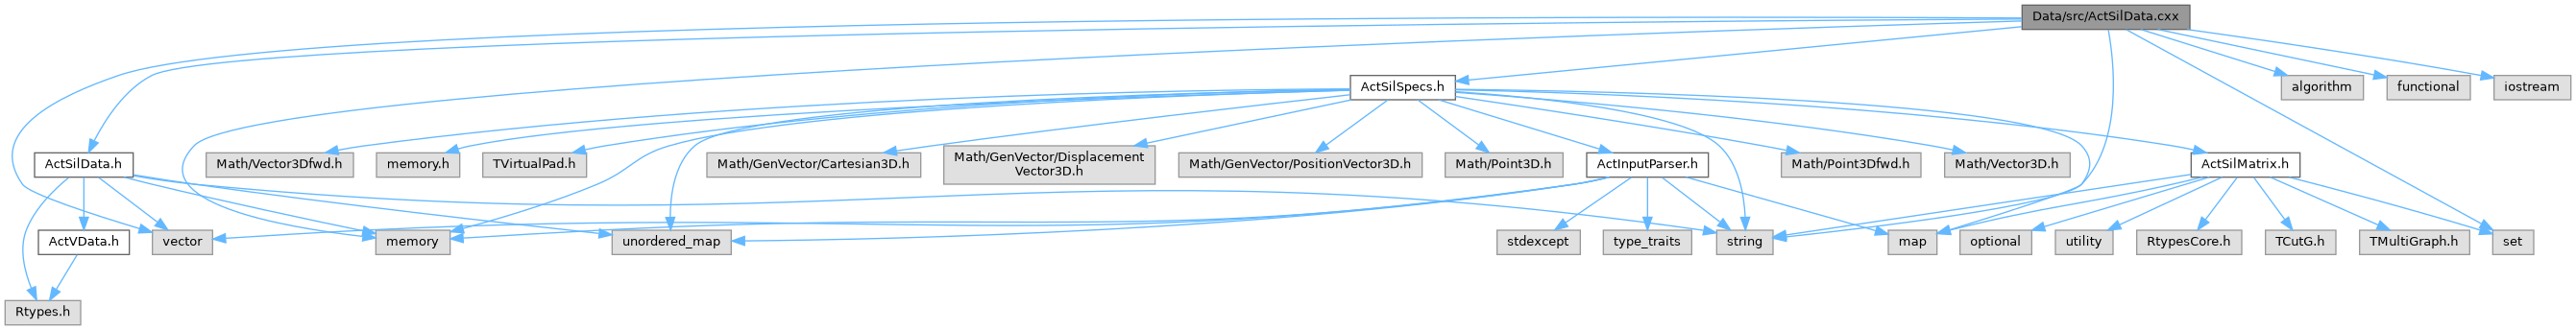 Data/src/ActSilData.cxx
ActSilSpecs.h
algorithm
functional
iostream
ActSilData.h
Math/Vector3Dfwd.h
memory.h
TVirtualPad.h
Math/GenVector/Cartesian3D.h
Math/GenVector/Displacement
Vector3D.h
Math/GenVector/PositionVector3D.h
Math/Point3D.h
ActInputParser.h
Math/Point3Dfwd.h
Math/Vector3D.h
ActSilMatrix.h
ActVData.h
vector
memory
unordered_map
stdexcept
type_traits
string
map
optional
utility
RtypesCore.h
TCutG.h
TMultiGraph.h
set
Rtypes.h